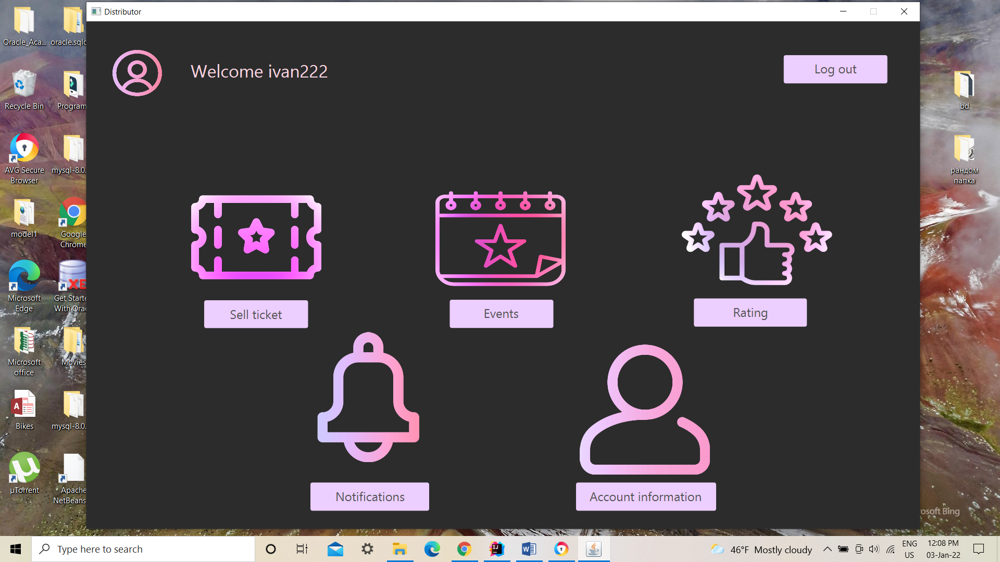 Distributor
Welcome ivan222
Log out
Sell ticket
Events
Rating
Notifications
Account information
Oracle_Aca...
oracle.sqld
Recycle Bin
Program
AVG Secure
Browser
mysql-8.0.
model1
Google
Chrome
Microsoft
Edge
XE
Get Starte
With Orac
Microsoft
office
Movies
A
Bikes
mysql-8.0.
µ
µTorrent
Apache
NetBeans
bd
рандом
папка
osoft Bing
Type here to search
IJ
W
46°F Mostly cloudy
ENG
US
12:08 PM
03-Jan-22